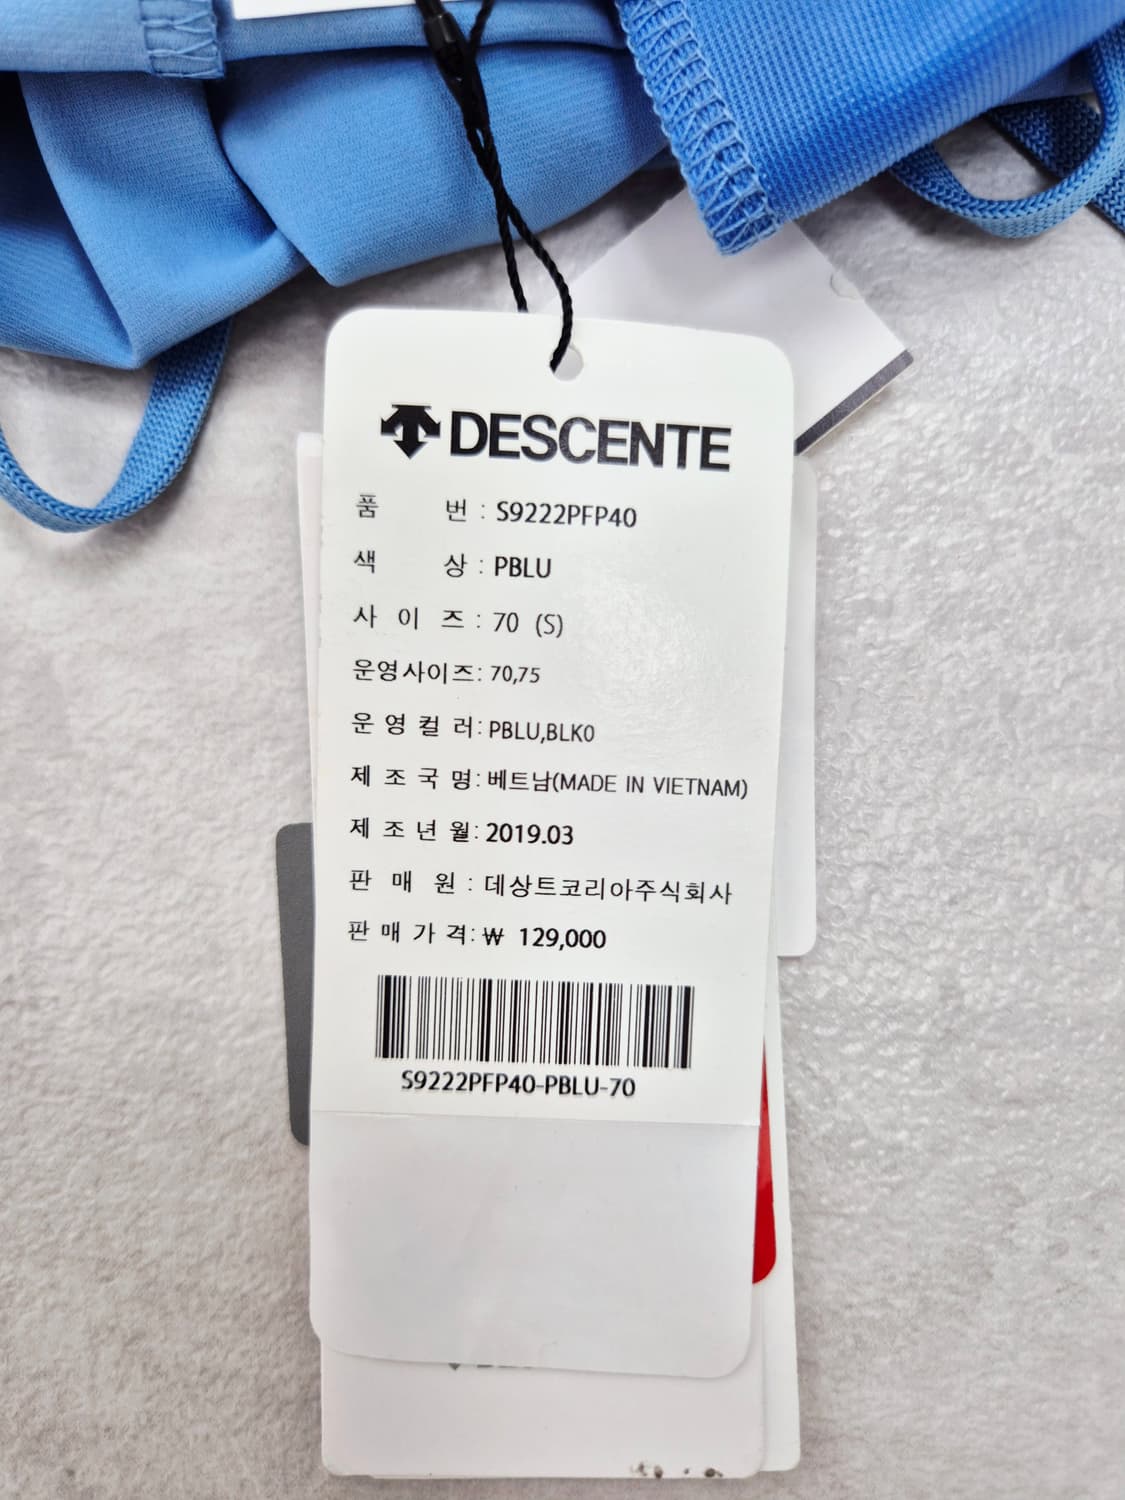 DESCENTE
품 번 : S9222PFP40
색 상 : PBLU
사 이 즈 : 70 (S)
운영사이즈: 70,75
운 영 컬 러: PBLU,BLK0
제 조 국 명: 베트남(MADE IN VIETNAM)
제 조 년 월: 2019.03
판 매 원 : 데상트코리아주식회사
판 매 가 격: ₩ 129,000
S9222PFP40-PBLU-70